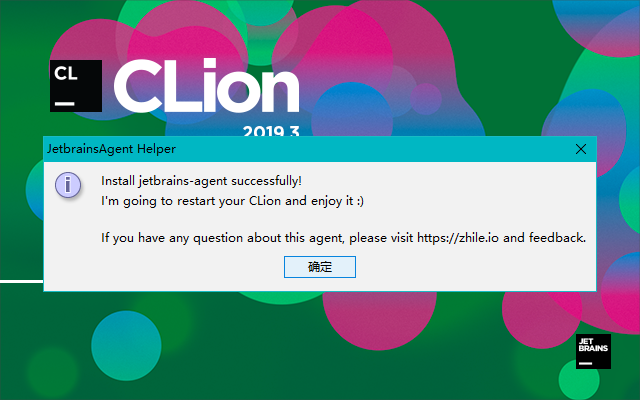 CL
CLion
2019.3
JetbrainsAgent Helper
Install jetbrains-agent successfully!
I'm going to restart your CLion and enjoy it :)
If you have any question about this agent, please visit https://zhile.io and feedback.
确定
JET
BRAINS